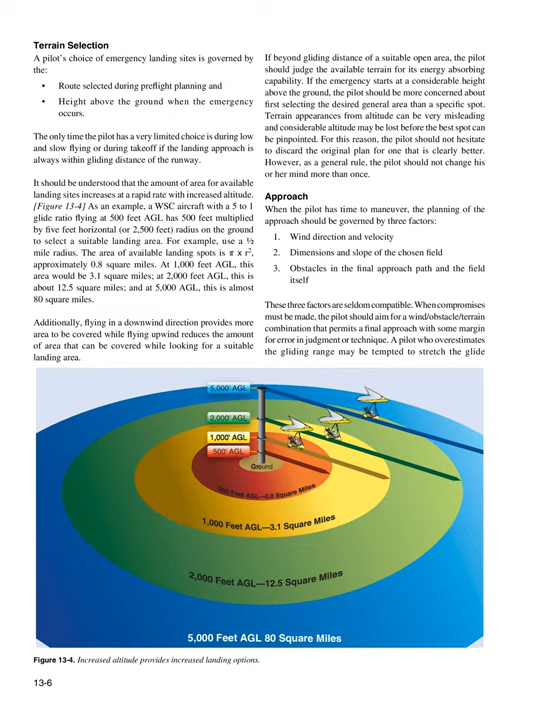 Terrain Selection
A pilot's choice of emergency landing sites is governed by
the:
• Route selected during preflight planning and
• Height above the ground when the emergency
occurs.
The only time the pilot has a very limited choice is during low
and slow flying or during takeoff if the landing approach is
always within gliding distance of the runway.
It should be understood that the amount of area for available
landing sites increases at a rapid rate with increased altitude.
[Figure 13-4] As an example, a WSC aircraft with a 5 to 1
glide ratio flying at 500 feet AGL has 500 feet multiplied
by five feet horizontal (or 2,500 feet) radius on the ground
to select a suitable landing area. For example, use a ½
mile radius. The area of available landing spots is π x r², 
approximately 0.8 square miles. At 1,000 feet AGL, this
area would be 3.1 square miles; at 2,000 feet AGL, this is
about 12.5 square miles; and at 5,000 AGL, this is almost
80 square miles.
Additionally, flying in a downwind direction provides more
area to be covered while flying upwind reduces the amount
of area that can be covered while looking for a suitable
landing area.
If beyond gliding distance of a suitable open area, the pilot
should judge the available terrain for its energy absorbing
capability. If the emergency starts at a considerable height
above the ground, the pilot should be more concerned about
first selecting the desired general area than a specific spot.
Terrain appearances from altitude can be very misleading
and considerable altitude may be lost before the best spot can
be pinpointed. For this reason, the pilot should not hesitate
to discard the original plan for one that is clearly better.
However, as a general rule, the pilot should not change his
or her mind more than once.
Approach
When the pilot has time to maneuver, the planning of the
approach should be governed by three factors:
1. Wind direction and velocity
2. Dimensions and slope of the chosen field
3. Obstacles in the final approach path and the field
itself
These three factors are seldom compatible. When compromises
must be made, the pilot should aim for a wind/obstacle/terrain
combination that permits a final approach with some margin
for error in judgment or technique. A pilot who overestimates
the gliding range may be tempted to stretch the glide
5,000' AGL
2,000' AGL
1,000' AGL
500' AGL
Ground
500 Feet AGL—0.8 Square Miles
1,000 Feet AGL—3.1 Square Miles
2,000 Feet AGL—12.5 Square Miles
5,000 Feet AGL 80 Square Miles
Figure 13-4. Increased altitude provides increased landing options.
13-6